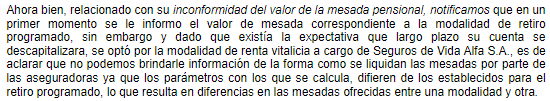 Ahora bien, relacionado con su inconformidad del valor de la mesada pensional, notificamos que en un
primer momento se le informo el valor de mesada correspondiente a la modalidad de retiro
programado, sin embargo y dado que existía la expectativa que largo plazo su cuenta se
descapitalizara, se optó por la modalidad de renta vitalicia a cargo de Seguros de Vida Alfa S.A., es de
aclarar que no podemos brindarle información de la forma como se liquidan las mesadas por parte de
las aseguradoras ya que los parámetros con los que se calcula, difieren de los establecidos para el
retiro programado, lo que resulta en diferencias en las mesadas ofrecidas entre una modalidad y otra.